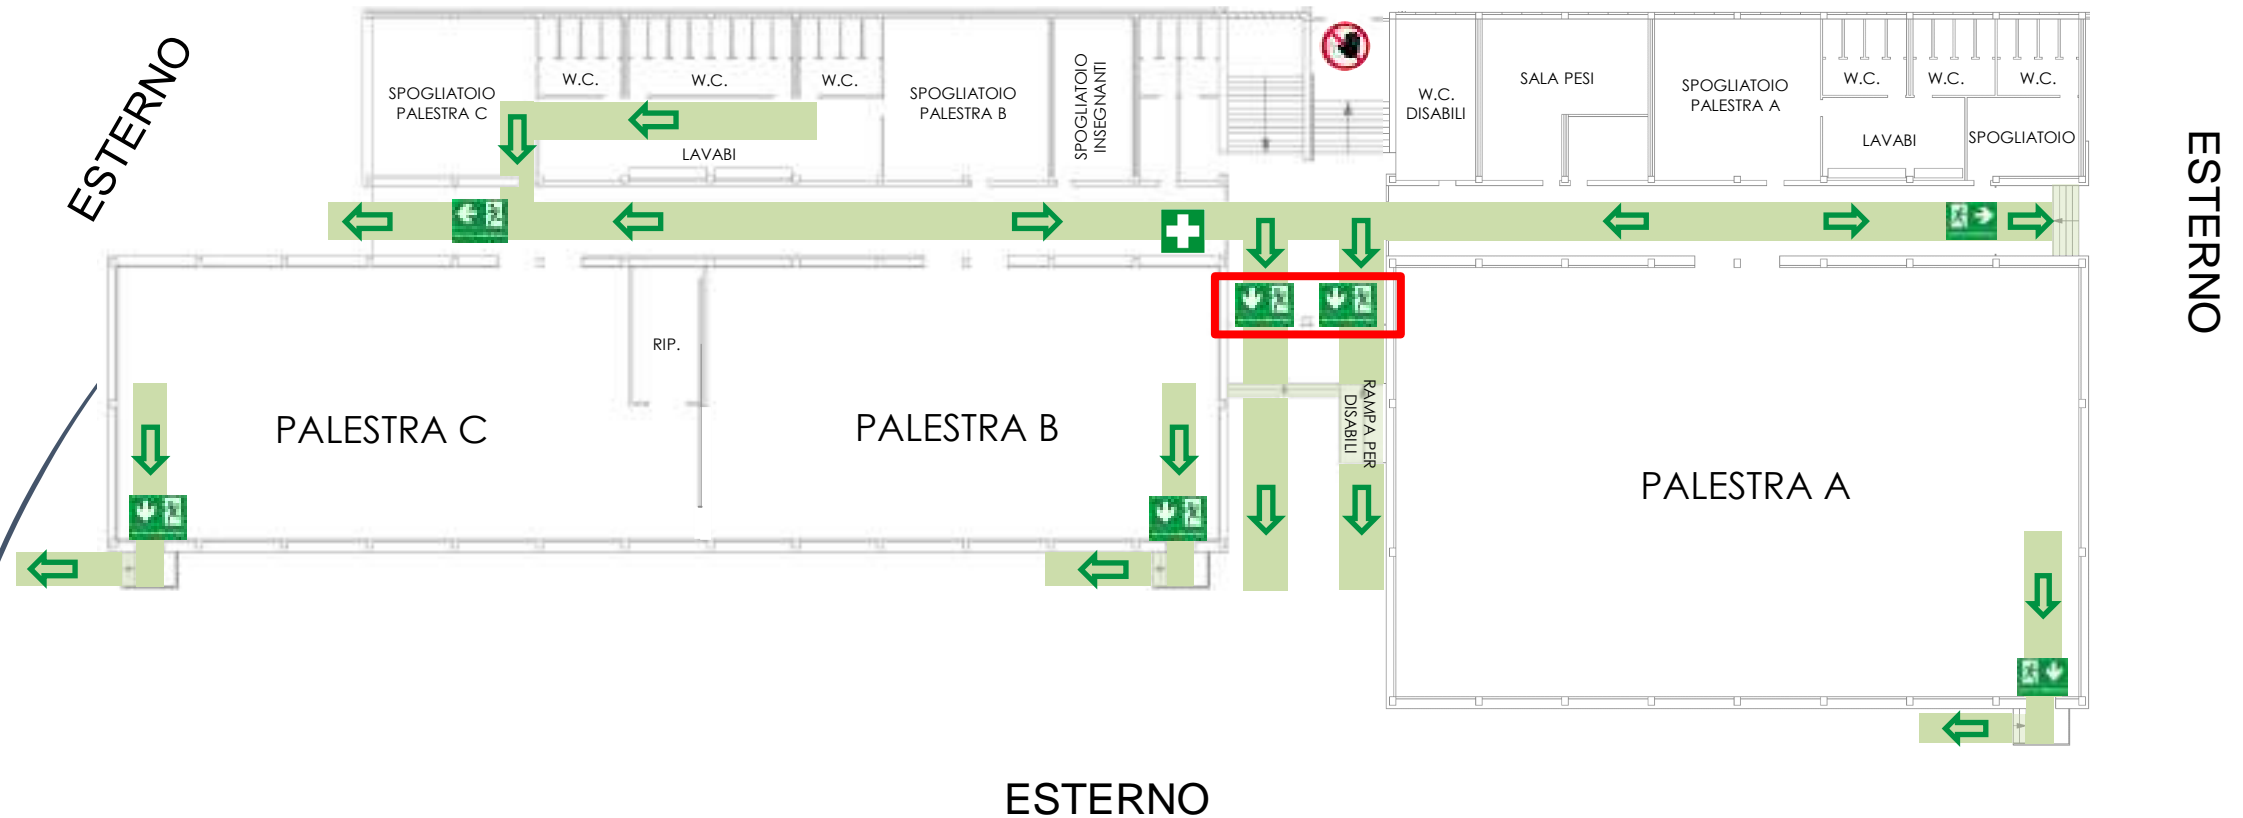 ESTERNO
SPOGLIATOIO
PALESTRA C
W.C.
W.C.
W.C.
LAVABI
SPOGLIATOIO
PALESTRA B
SPOGLIATOIO
INSEGNANTI
W.C.
DISABILI
SALA PESI
SPOGLIATOIO
PALESTRA A
W.C.
W.C.
W.C.
LAVABI
SPOGLIATOIO
ESTERNO
RIP.
PALESTRA C
PALESTRA B
RAMPA PER
DISABILI
PALESTRA A
ESTERNO